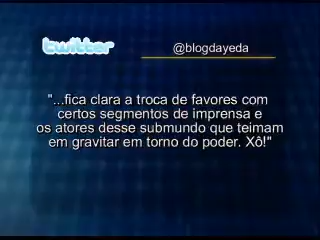 twitter
@blogdayeda
"...fica clara a troca de favores com
certos segmentos de imprensa e
os atores desse submundo que teimam
em gravitar em torno do poder. Xô!"